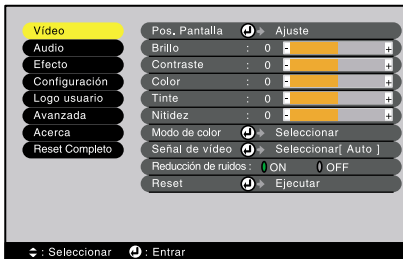 Vídeo
Audio
Efecto
Configuración
Logo usuario
Avanzada
Acerca
Reset Completo
Pos. Pantalla Ajuste
Brillo : 0 - +
Contraste : 0 - +
Color : 0 - +
Tinte : 0 - +
Nitidez : 0 - +
Modo de color Seleccionar
Señal de vídeo Seleccionar[ Auto ]
Reducción de ruidos : ON OFF
Reset Ejecutar
: Seleccionar : Entrar